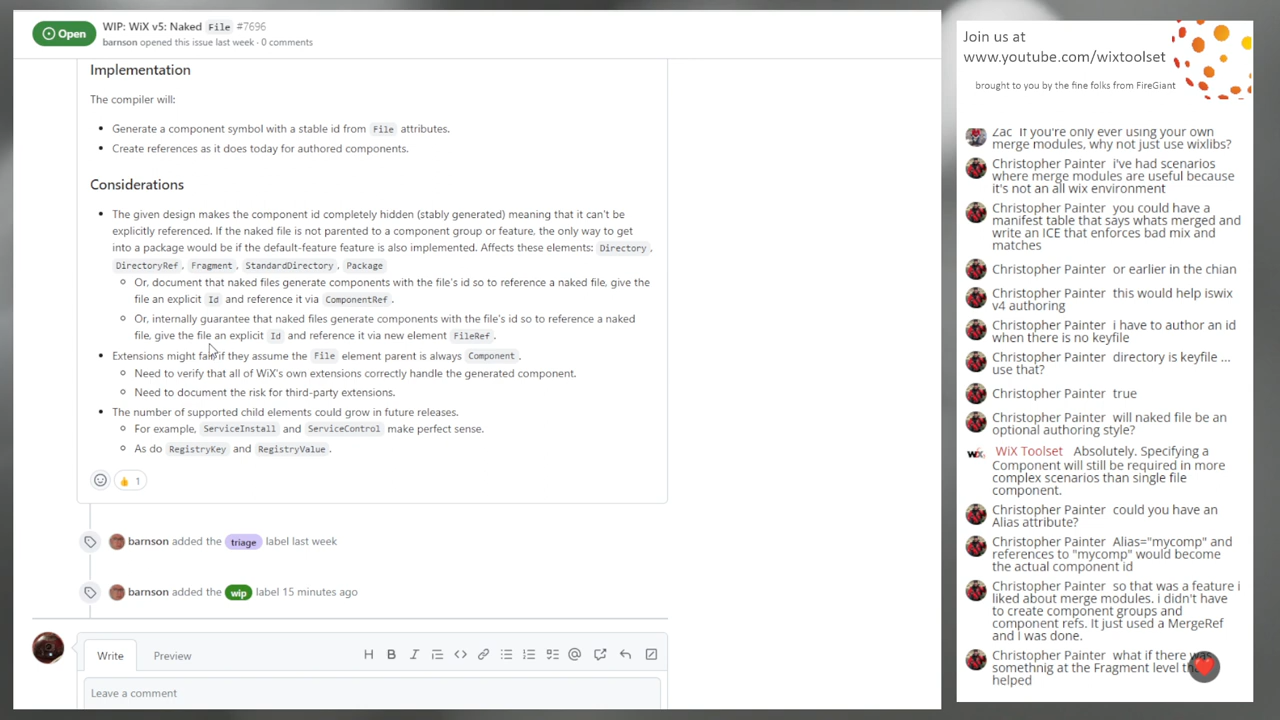 Open
WIP: WiX v5: Naked File #7696
barnson opened this issue last week · 0 comments
Implementation
The compiler will:
• Generate a component symbol with a stable id from File attributes.
• Create references as it does today for authored components.
Considerations
• The given design makes the component id completely hidden (stably generated) meaning that it can't be
explicitly referenced. If the naked file is not parented to a component group or feature, the only way to get
into a package would be if the default-feature feature is also implemented. Affects these elements: Directory,
DirectoryRef, Fragment, StandardDirectory, Package
Or, document that naked files generate components with the file's id so to reference a naked file, give the
file an explicit Id and reference it via ComponentRef.
Or, internally guarantee that naked files generate components with the file's id so to reference a naked
file, give the file an explicit Id and reference it via new element FileRef.
• Extensions might fail if they assume the File element parent is always Component.
Need to verify that all of WiX's own extensions correctly handle the generated component.
Need to document the risk for third-party extensions.
• The number of supported child elements could grow in future releases.
For example, ServiceInstall and ServiceControl make perfect sense.
As do RegistryKey and RegistryValue.
👍 1
barnson added the triage label last week
barnson added the wip label 15 minutes ago
Write
Preview
Leave a comment
Join us at
www.youtube.com/wixtoolset
brought to you by the fine folks from FireGiant
Zac If you're only ever using your own
merge modules, why not just use wixlibs?
Christopher Painter i've had scenarios
where merge modules are useful because
it's not an all wix environment
Christopher Painter you could have a
manifest table that says whats merged and
write an ICE that enforces bad mix and
matches
Christopher Painter or earlier in the chian
Christopher Painter this would help iswix
v4 authoring
Christopher Painter i have to author an id
when there is no keyfile
Christopher Painter directory is keyfile ...
use that?
Christopher Painter true
Christopher Painter will naked file be an
optional authoring style?
WiX Toolset Absolutely. Specifying a
Component will still be required in more
complex scenarios than single file
component.
Christopher Painter could you have an
Alias attribute?
Christopher Painter Alias="mycomp" and
references to "mycomp" would become
the actual component id
Christopher Painter so that was a feature i
liked about merge modules. i didn't have
to create component groups and
component refs. It just used a MergeRef
and I was done.
Christopher Painter what if there was
somethnig at the Fragment level
helped